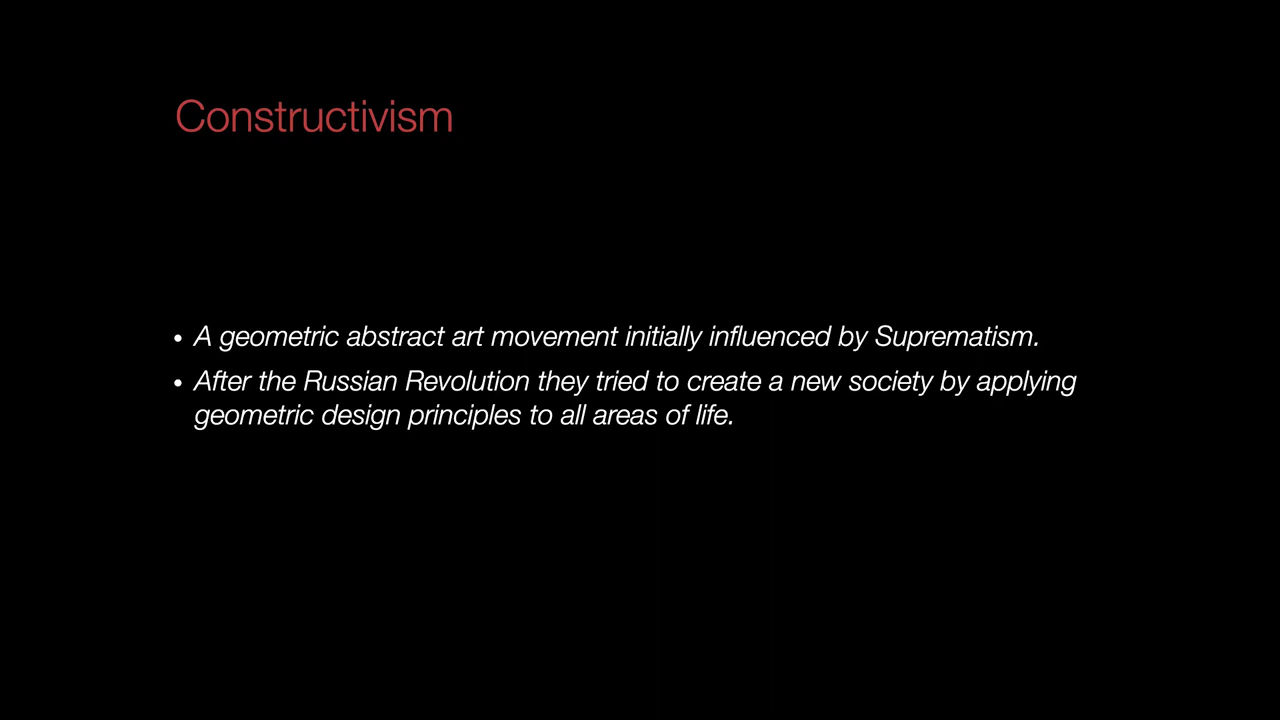 Constructivism
• A geometric abstract art movement initially influenced by Suprematism.
• After the Russian Revolution they tried to create a new society by applying
geometric design principles to all areas of life.